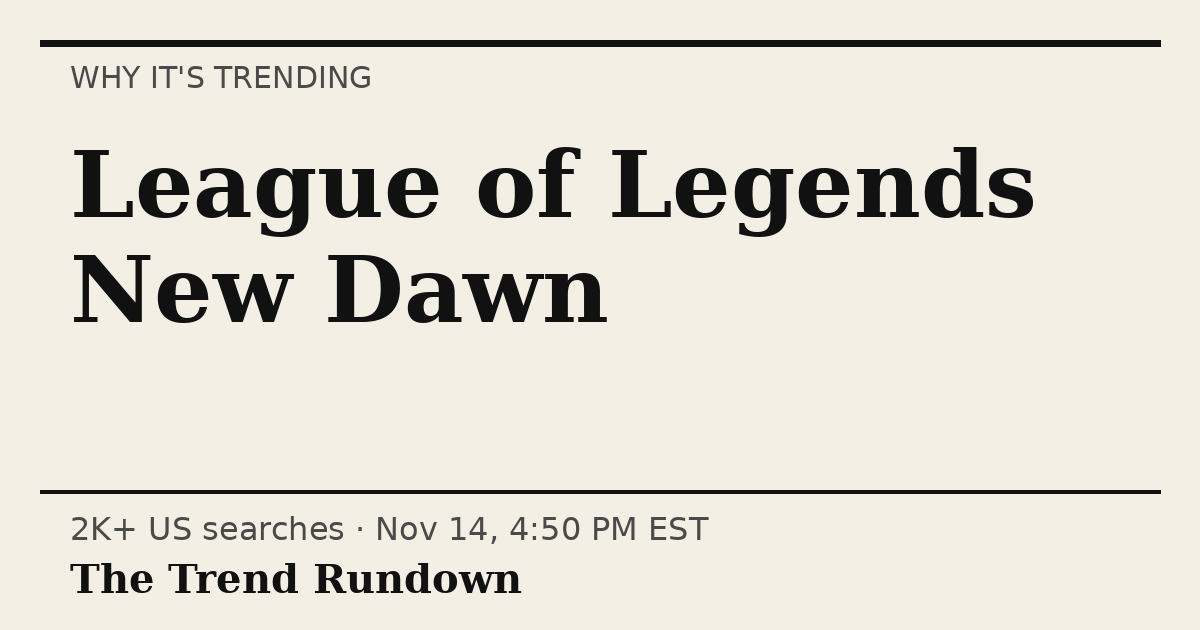 WHY IT'S TRENDING
League of Legends
New Dawn
2K+ US searches · Nov 14, 4:50 PM EST
The Trend Rundown